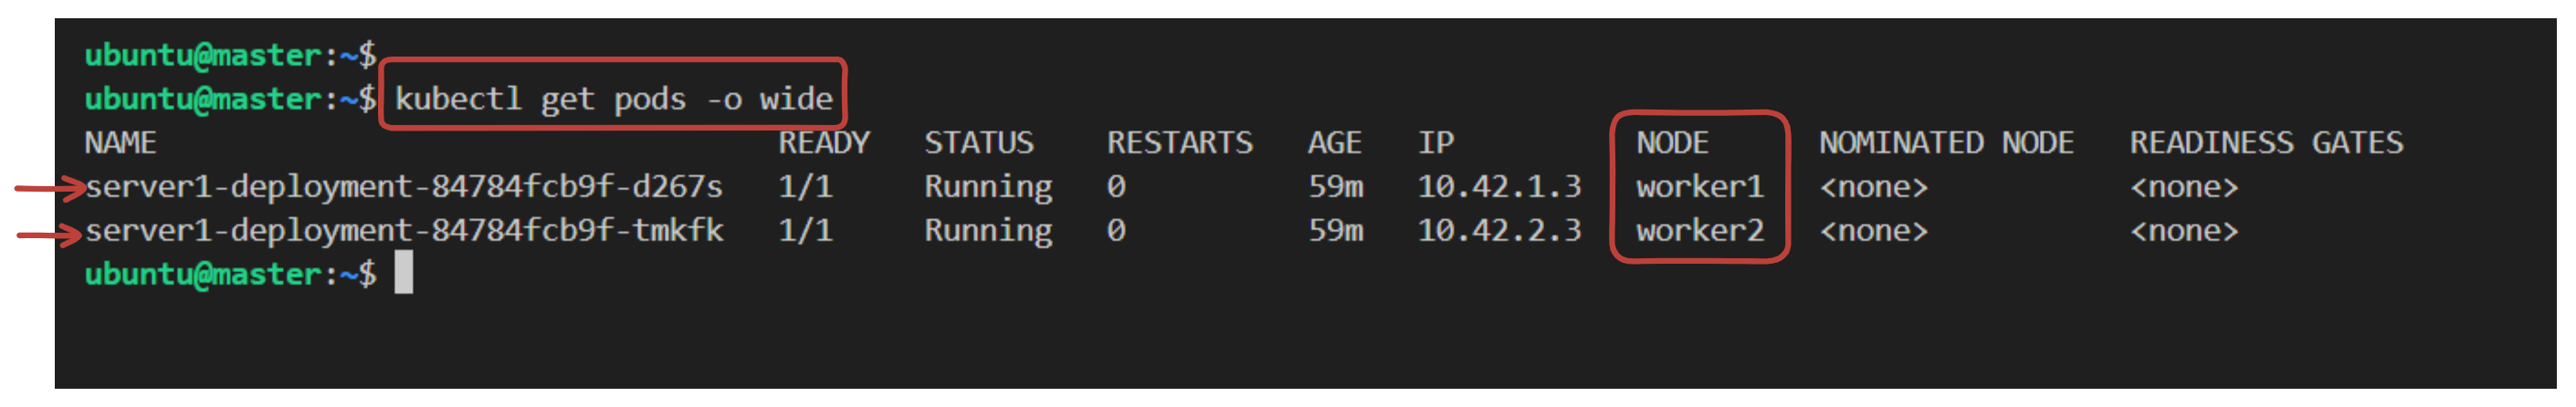 ubuntu@master:~$
ubuntu@master:~$ kubectl get pods -o wide
NAME READY STATUS RESTARTS AGE IP NODE NOMINATED NODE READINESS GATES
server1-deployment-84784fcb9f-d267s 1/1 Running 0 59m 10.42.1.3 worker1 <none> <none>
server1-deployment-84784fcb9f-tmkfk 1/1 Running 0 59m 10.42.2.3 worker2 <none> <none>
ubuntu@master:~$